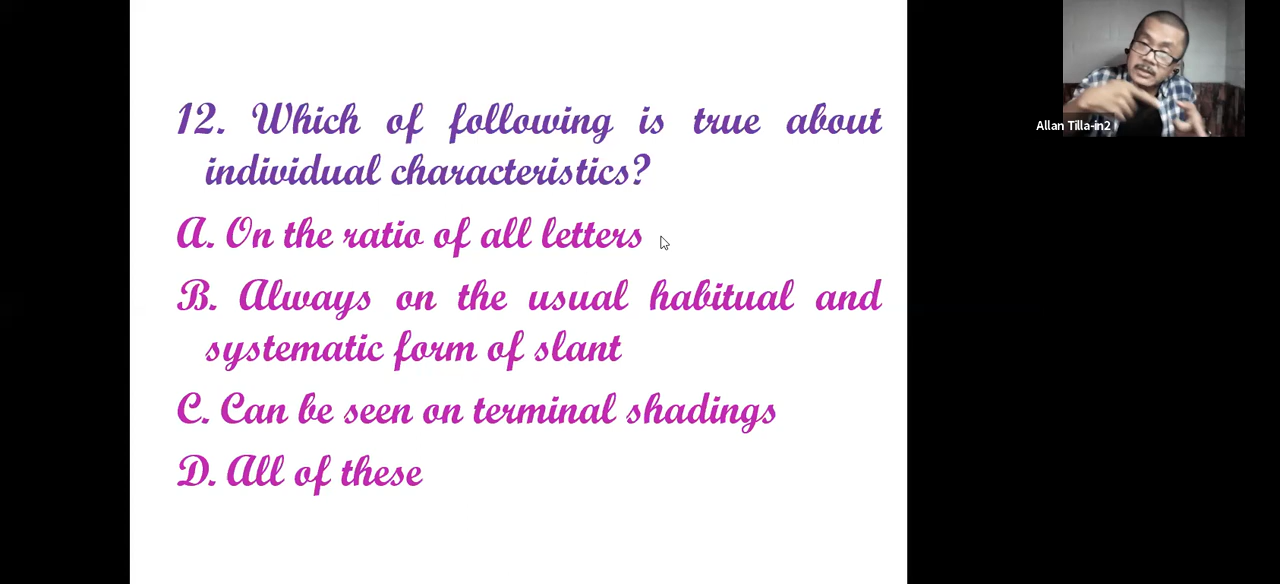 12. Which of following is true about
individual characteristics?
A. On the ratio of all letters
B. Always on the usual habitual and
systematic form of slant
C. Can be seen on terminal shadings
D. All of these
Allan Tilla-in2